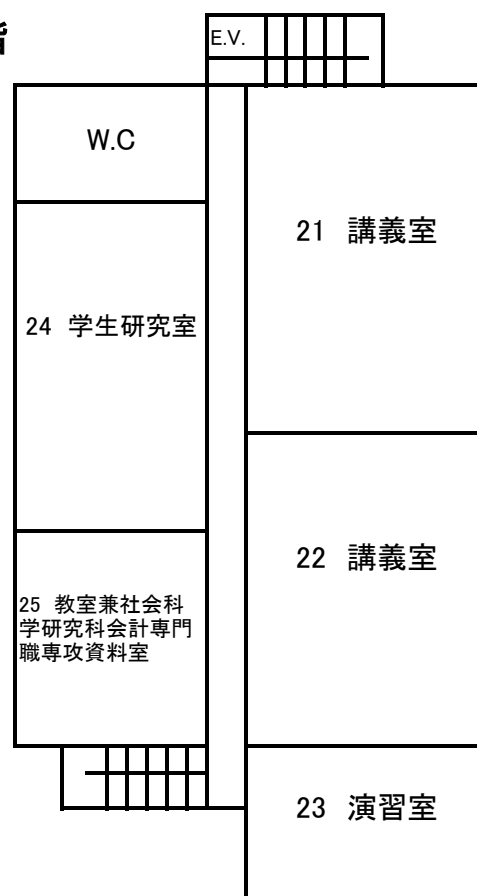 階
E.V.
W.C
21 講義室
24 学生研究室
22 講義室
25 教室兼社会科
学研究科会計専門
職専攻資料室
23 演習室